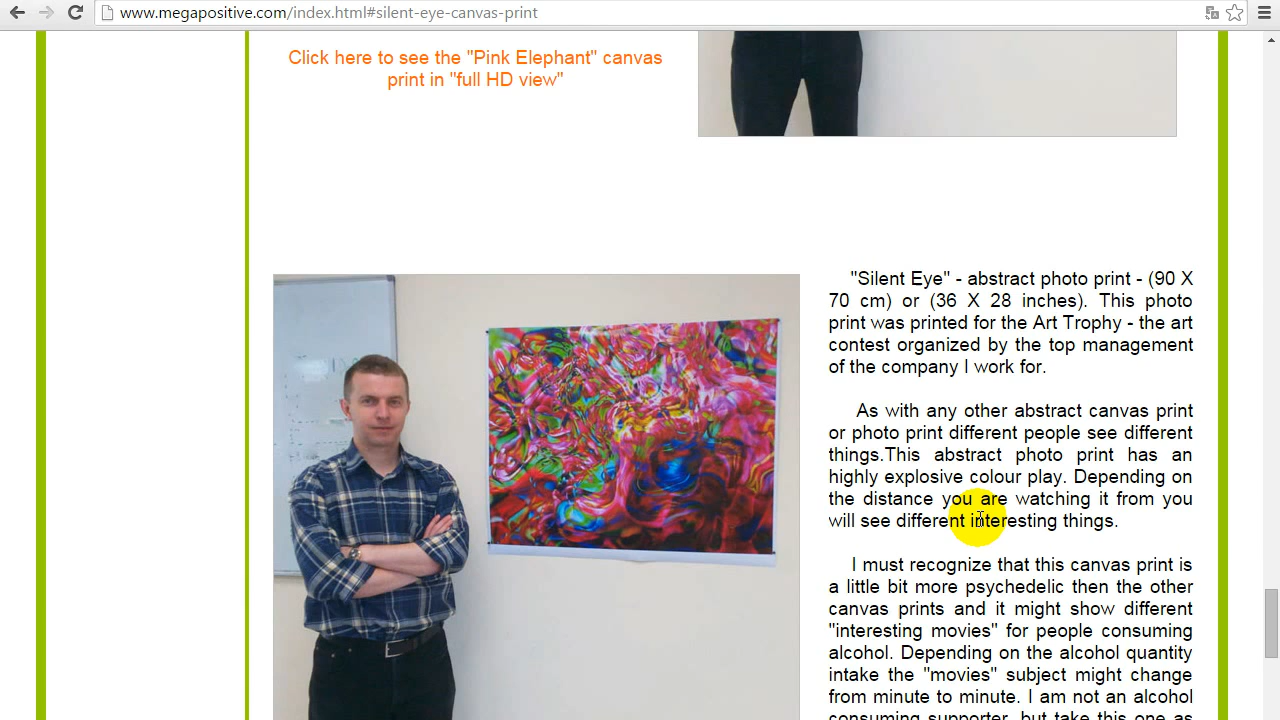 www.megapositive.com/index.html#silent-eye-canvas-print
Click here to see the "Pink Elephant" canvas
print in "full HD view"
"Silent Eye" - abstract photo print - (90 X
70 cm) or (36 X 28 inches). This photo
print was printed for the Art Trophy - the art
contest organized by the top management
of the company I work for.
As with any other abstract canvas print
or photo print different people see different
things.This abstract photo print has an
highly explosive colour play. Depending on
the distance you are watching it from you
will see different interesting things.
I must recognize that this canvas print is
a little bit more psychedelic then the other
canvas prints and it might show different
"interesting movies" for people consuming
alcohol. Depending on the alcohol quantity
intake the "movies" subject might change
from minute to minute. I am not an alcohol
consuming supporter, but take this one as